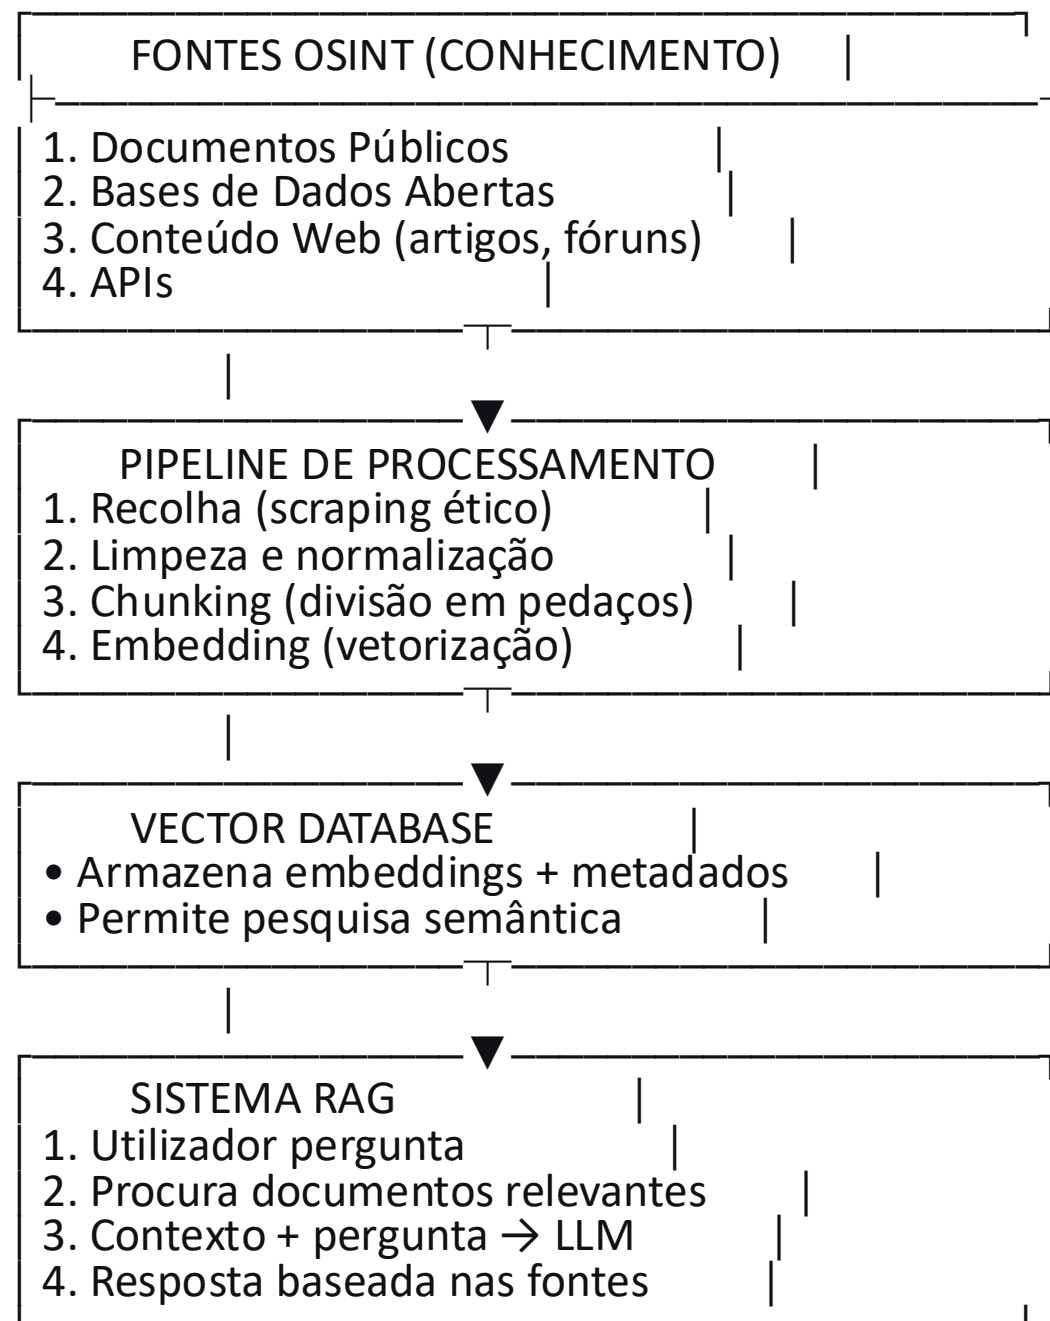 FONTES OSINT (CONHECIMENTO)
1. Documentos Públicos
2. Bases de Dados Abertas
3. Conteúdo Web (artigos, fóruns)
4. APIs
PIPELINE DE PROCESSAMENTO
1. Recolha (scraping ético)
2. Limpeza e normalização
3. Chunking (divisão em pedaços)
4. Embedding (vetorização)
VECTOR DATABASE
• Armazena embeddings + metadados
• Permite pesquisa semântica
SISTEMA RAG
1. Utilizador pergunta
2. Procura documentos relevantes
3. Contexto + pergunta → LLM
4. Resposta baseada nas fontes